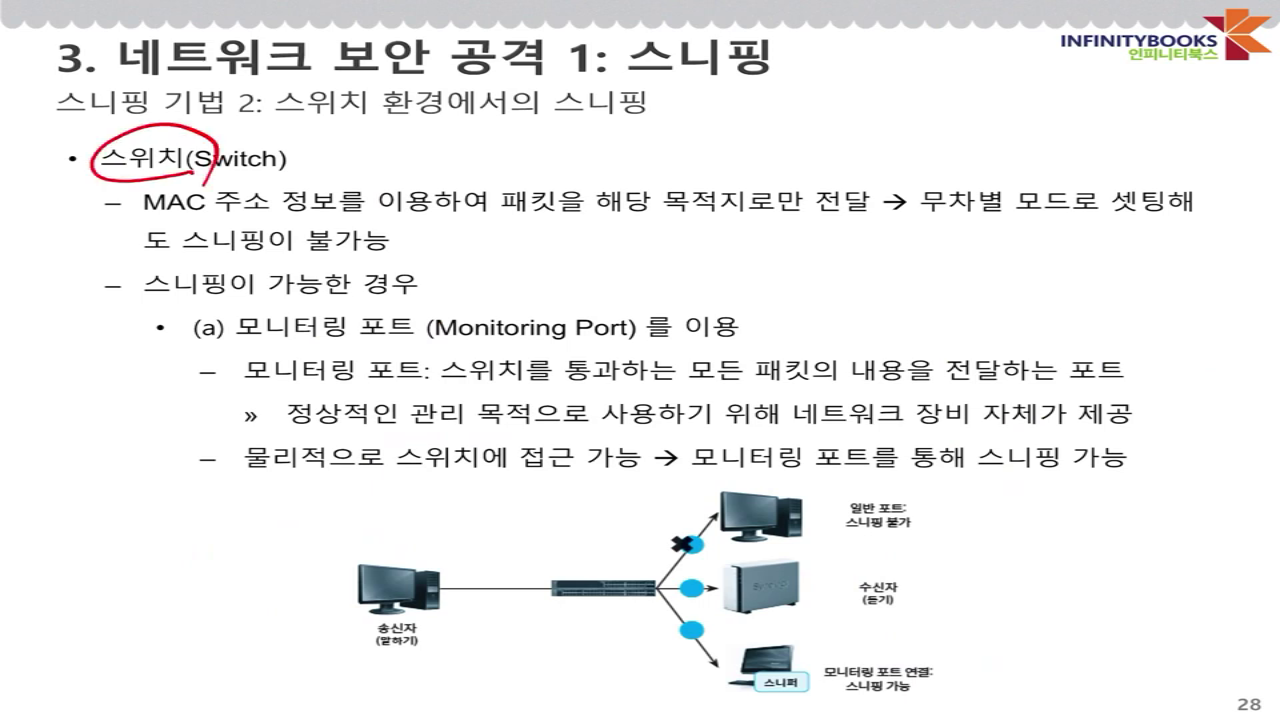 INFINITYBOOKS
인피니티북스
3. 네트워크 보안 공격 1: 스니핑
스니핑 기법 2: 스위치 환경에서의 스니핑
• 스위치(Switch)
– MAC 주소 정보를 이용하여 패킷을 해당 목적지로만 전달 → 무차별 모드로 셋팅해
도 스니핑이 불가능
– 스니핑이 가능한 경우
• (a) 모니터링 포트 (Monitoring Port) 를 이용
– 모니터링 포트: 스위치를 통과하는 모든 패킷의 내용을 전달하는 포트
» 정상적인 관리 목적으로 사용하기 위해 네트워크 장비 자체가 제공
– 물리적으로 스위치에 접근 가능 → 모니터링 포트를 통해 스니핑 가능
일반 포트:
스니핑 불가
수신자
(듣기)
송신자
(말하기)
스니퍼
모니터링 포트 연결:
스니핑 가능
28